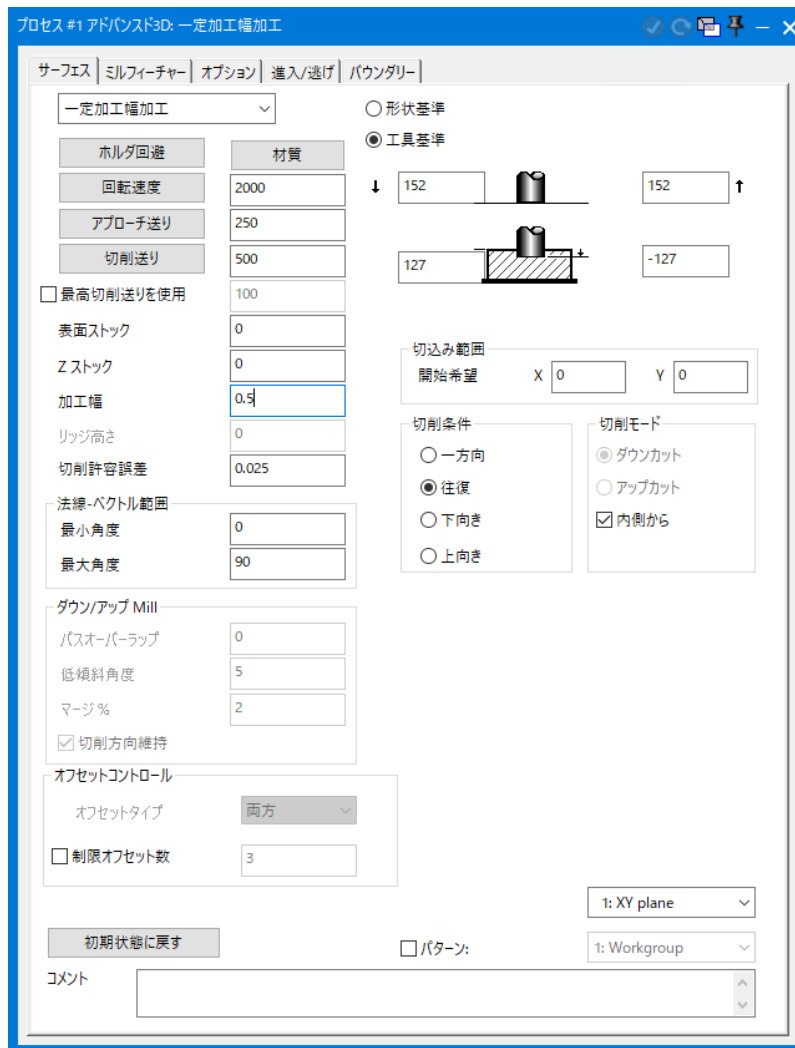 プロセス #1 アドバンスド3D: 一定加工幅加工
サーフェス ミルフィーチャー オプション 進入/逃げ バウンダリー
一定加工幅加工 形状基準
工具基準
ホルダ回避 材質
回転速度 2000 152 152
アプローチ送り 250
切削送り 500 127 -127
最高切削送りを使用 100
表面ストック 0
Z ストック 0
切込み範囲
開始希望 X 0 Y 0
加工幅 0.5
リッジ高さ 0
切削許容誤差 0.025
切削条件 切削モード
一方向 ダウンカット
往復 アップカット
下向き 内側から
上向き
法線-ベクトル範囲
最小角度 0
最大角度 90
ダウン/アップ Mill
パスオーバーラップ 0
低傾斜角度 5
マージ % 2
切削方向維持
オフセットコントロール
オフセットタイプ 両方
制限オフセット数 3
1: XY plane
初期状態に戻す パターン: 1: Workgroup
コメント